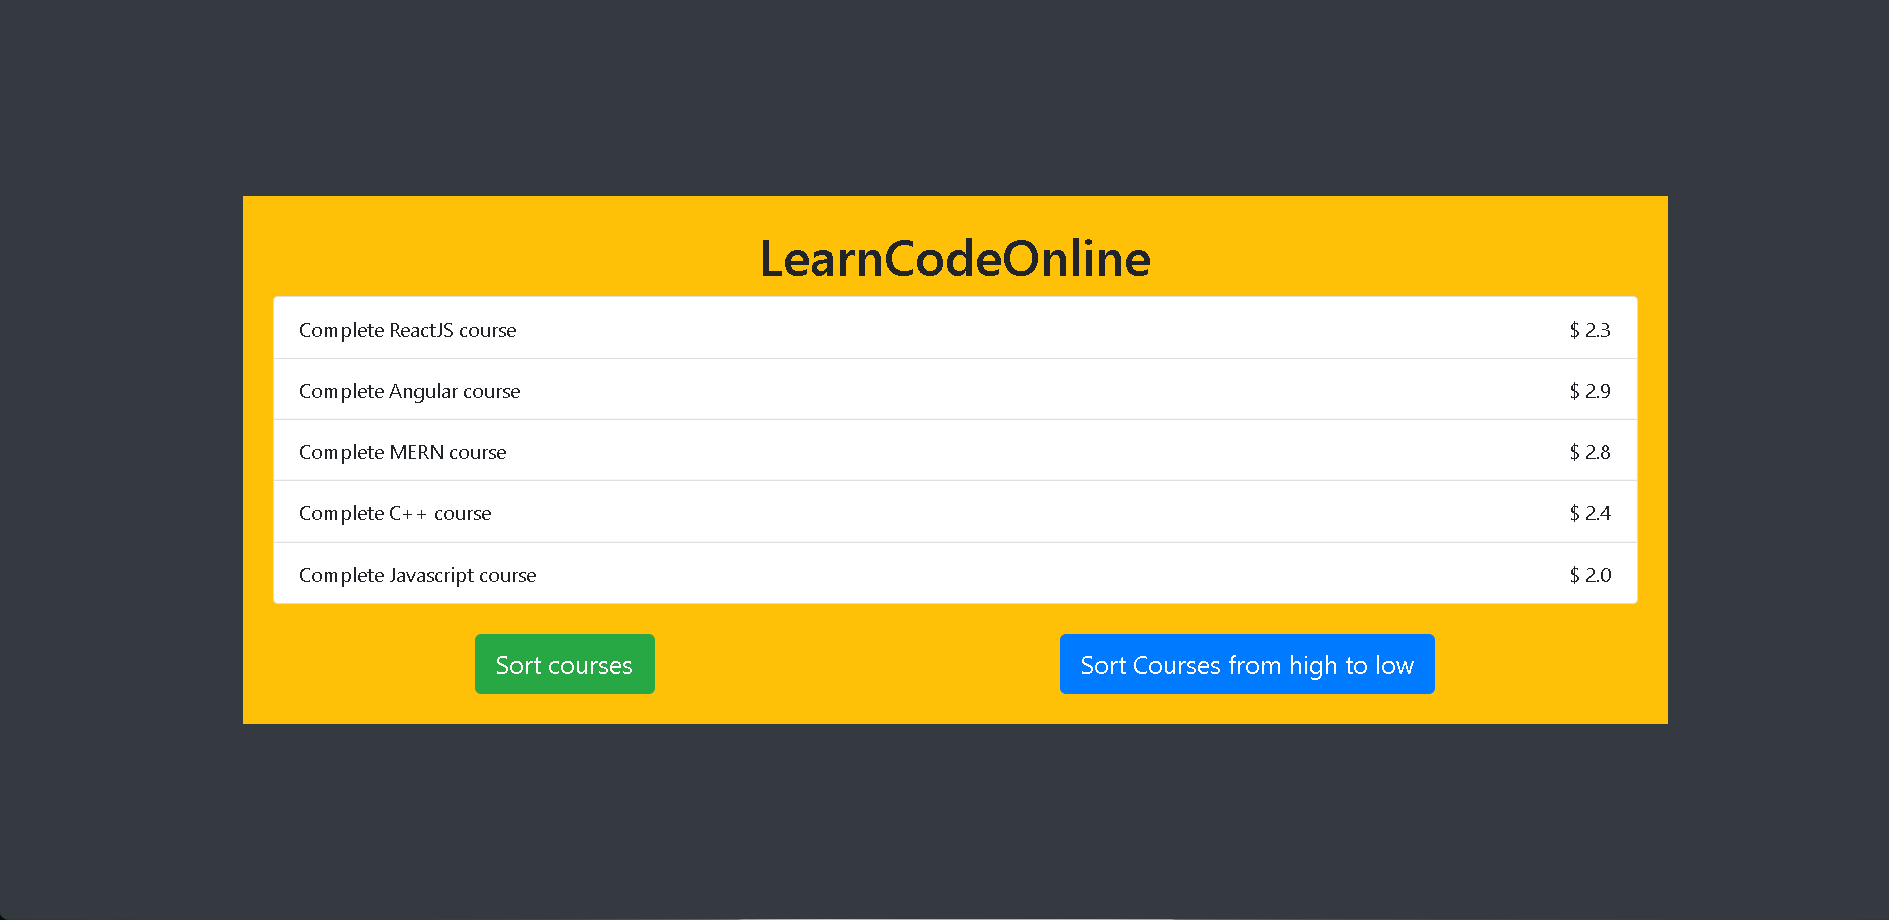 LearnCodeOnline
Complete ReactJS course $ 2.3
Complete Angular course $ 2.9
Complete MERN course $ 2.8
Complete C++ course $ 2.4
Complete Javascript course $ 2.0
Sort courses Sort Courses from high to low